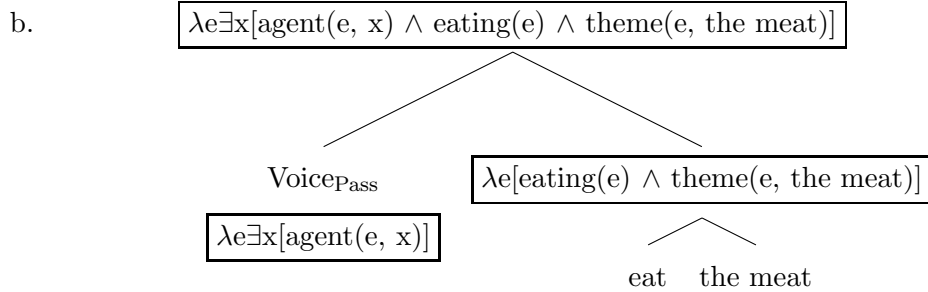 b. λe∃x[agent(e, x) ∧ eating(e) ∧ theme(e, the meat)]
Voice_Pass λe[eating(e) ∧ theme(e, the meat)]
λe∃x[agent(e, x)]
eat the meat